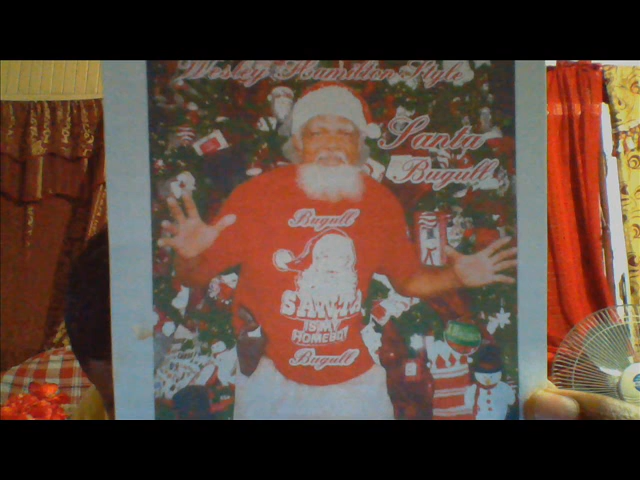 Wesley Hamilton Style
Santa
Bugull
Bugull
SANTA
IS MY
HOMEBOY
Bugull